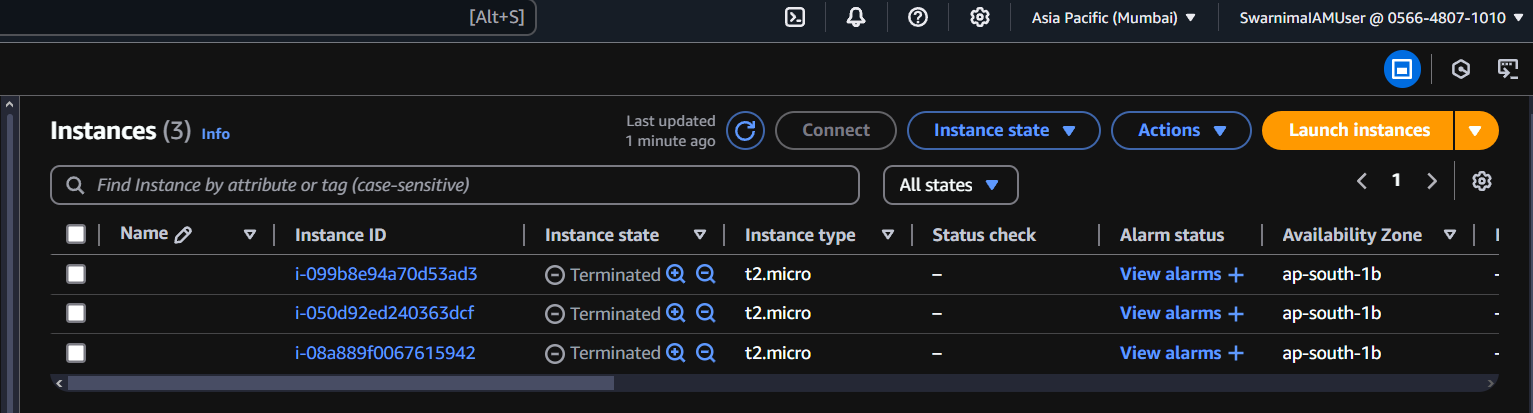 [Alt+S] Asia Pacific (Mumbai) SwarnimaIAMUser @ 0566-4807-1010
Instances (3) Info
Last updated
1 minute ago
Connect Instance state Actions Launch instances
Find Instance by attribute or tag (case-sensitive) All states 1
Name Instance ID Instance state Instance type Status check Alarm status Availability Zone
i-099b8e94a70d53ad3 Terminated t2.micro – View alarms + ap-south-1b –
i-050d92ed240363dcf Terminated t2.micro – View alarms + ap-south-1b –
i-08a889f0067615942 Terminated t2.micro – View alarms + ap-south-1b –